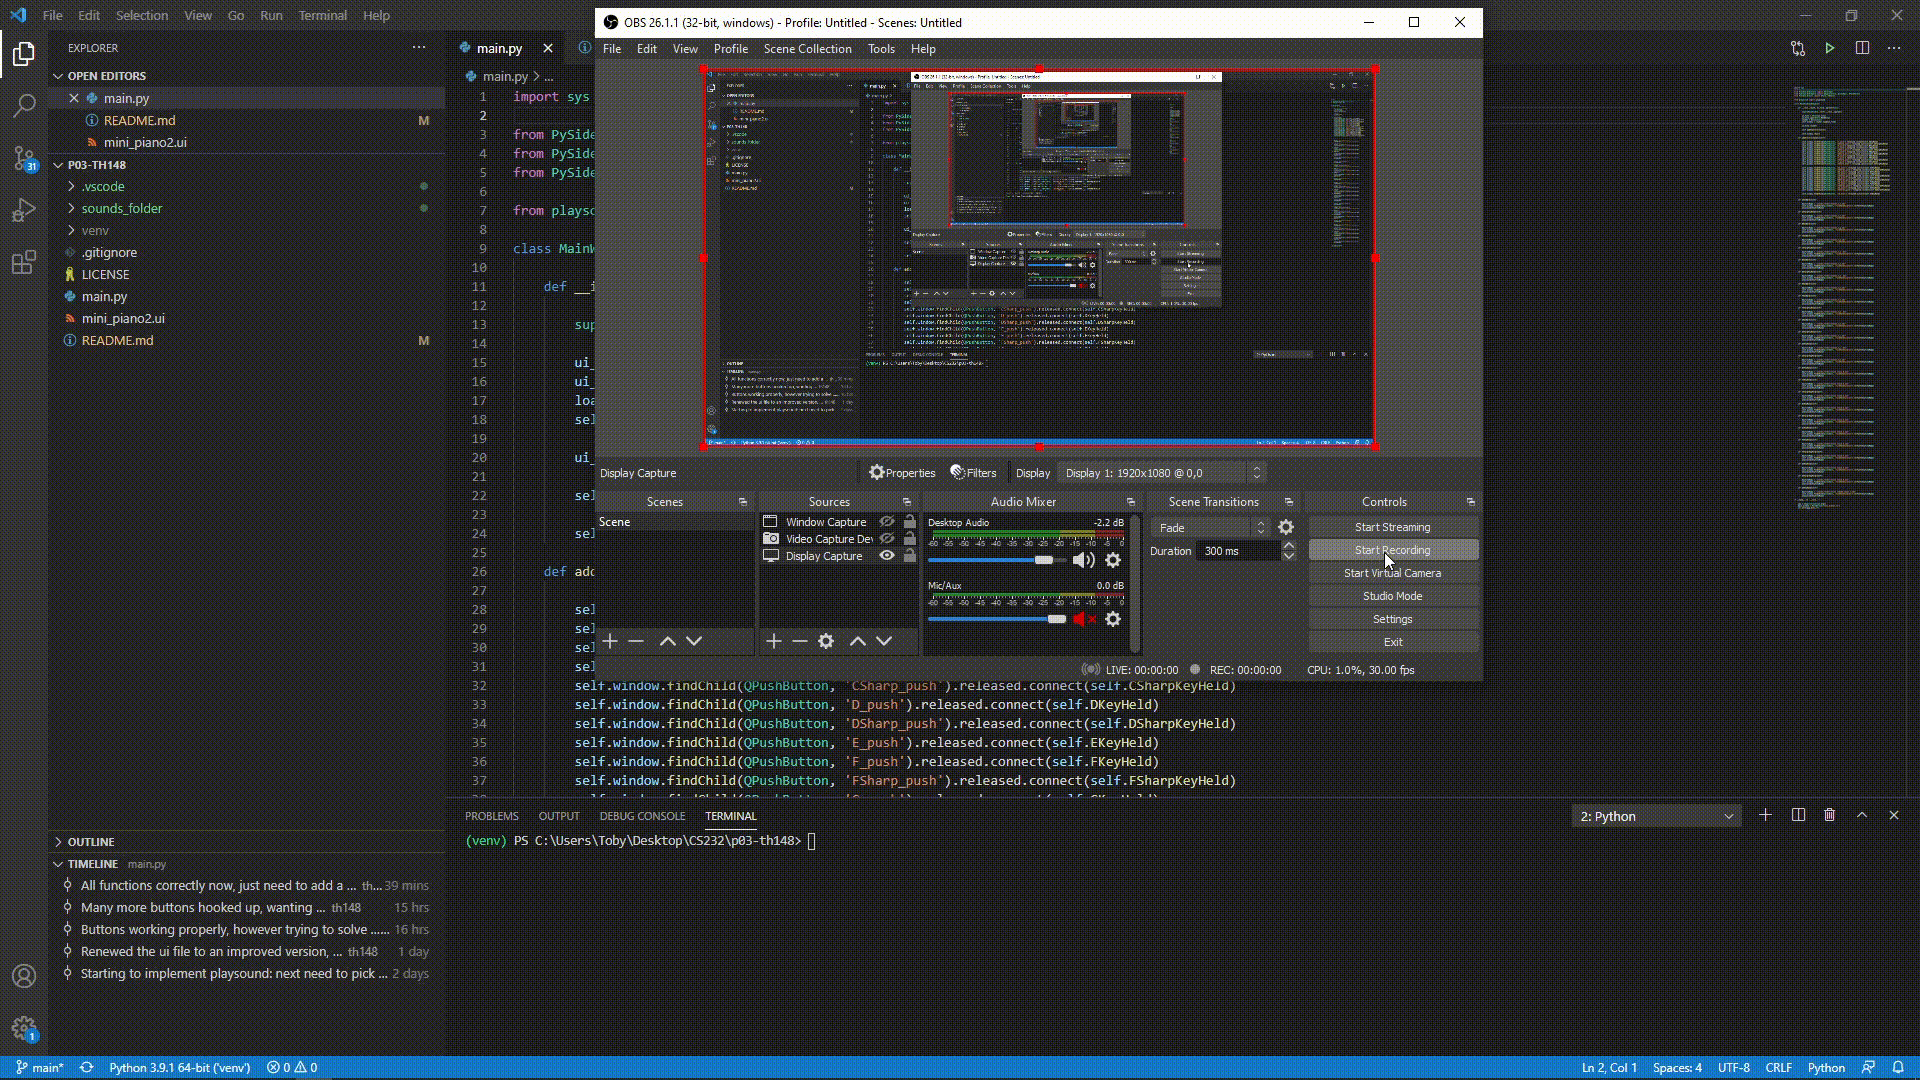 File Edit Selection View Go Run Terminal Help
EXPLORER
OPEN EDITORS
main.py
README.md M
mini_piano2.ui
P03-TH148
.vscode
sounds_folder
venv
.gitignore
LICENSE
main.py
mini_piano2.ui
README.md M
31
OUTLINE
TIMELINE main.py
All functions correctly now, just need to add a ... th... 39 mins
Many more buttons hooked up, wanting ... th148 15 hrs
Buttons working properly, however trying to solve ...... 16 hrs
Renewed the ui file to an improved version, ... th148 1 day
Starting to implement playsound: next need to pick ... 2 days
1
main.py
main.py > ...
1 import sys
2
3 from PySide
4 from PySide
5 from PySide
6
7 from playso
8
9 class MainW
10
11 def __i
12
13 sup
14
15 ui_
16 ui_
17 loa
18 sel
19
20 ui_
21
22 sel
23
24 sel
25
26 def add
27
28 sel
29 sel
30 sel
31 sel
32 self.window.findChild(QPushButton, 'CSharp_push').released.connect(self.CSharpKeyHeld)
33 self.window.findChild(QPushButton, 'D_push').released.connect(self.DKeyHeld)
34 self.window.findChild(QPushButton, 'DSharp_push').released.connect(self.DSharpKeyHeld)
35 self.window.findChild(QPushButton, 'E_push').released.connect(self.EKeyHeld)
36 self.window.findChild(QPushButton, 'F_push').released.connect(self.FKeyHeld)
37 self.window.findChild(QPushButton, 'FSharp_push').released.connect(self.FSharpKeyHeld)
OBS 26.1.1 (32-bit, windows) - Profile: Untitled - Scenes: Untitled
File Edit View Profile Scene Collection Tools Help
Display Capture Properties Filters Display Display 1: 1920x1080 @ 0,0
Scenes
Scene
Sources
Window Capture
Video Capture Dev
Display Capture
Audio Mixer
Desktop Audio -2.2 dB
-60 -55 -50 -45 -40 -35 -30 -25 -20 -15 -10 -5 0
Mic/Aux 0.0 dB
-60 -55 -50 -45 -40 -35 -30 -25 -20 -15 -10 -5 0
Scene Transitions
Fade
Duration 300 ms
Controls
Start Streaming
Start Recording
Start Virtual Camera
Studio Mode
Settings
Exit
LIVE: 00:00:00 REC: 00:00:00 CPU: 1.0%, 30.00 fps
PROBLEMS OUTPUT DEBUG CONSOLE TERMINAL 2: Python
(venv) PS C:\Users\Toby\Desktop\CS232\p03-th148>
main* Python 3.9.1 64-bit ('venv') 0 0 Ln 2, Col 1 Spaces: 4 UTF-8 CRLF Python